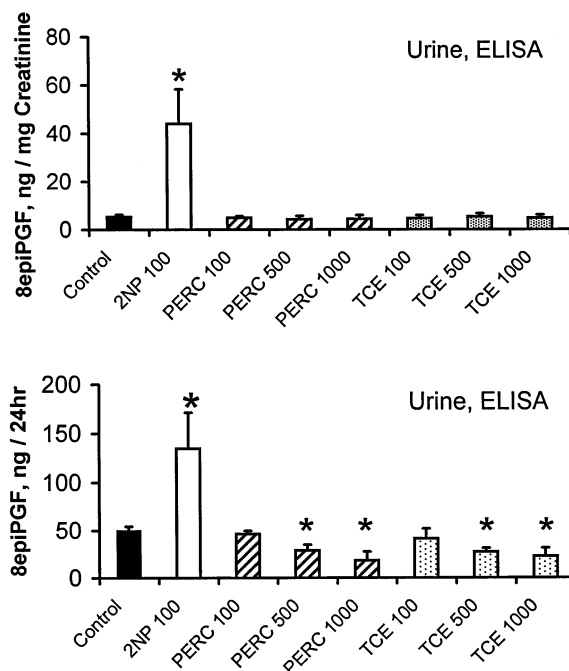 Urine, ELISA
8epiPGF, ng / mg Creatinine
80
60
40
20
0
*
Control
2NP 100
PERC 100
PERC 500
PERC 1000
TCE 100
TCE 500
TCE 1000
Urine, ELISA
8epiPGF, ng / 24hr
200
150
100
50
0
*
*
*
*
*
Control
2NP 100
PERC 100
PERC 500
PERC 1000
TCE 100
TCE 500
TCE 1000